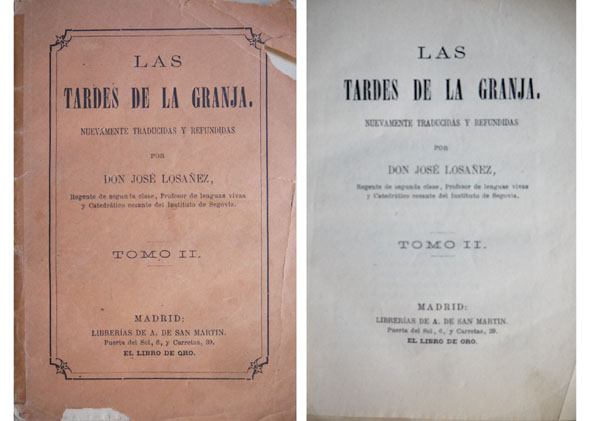 LAS
TARDES DE LA GRANJA.
NUEVAMENTE TRADUCIDAS Y REFUNDIDAS
POR
DON JOSÉ LOSAÑEZ,
Regente de segunda clase, Profesor de lenguas vivas
y Catedrático cesante del Instituto de Segovia.
TOMO II.
MADRID:
LIBRERÍAS DE A. DE SAN MARTIN.
Puerta del Sol, 6, y Carretas, 39.
EL LIBRO DE ORO.
LAS
TARDES DE LA GRANJA.
NUEVAMENTE TRADUCIDAS Y REFUNDIDAS
POR
DON JOSÉ LOSAÑEZ,
Regente de segunda clase, Profesor de lenguas vivas
y Catedrático cesante del Instituto de Segovia.
TOMO II.
MADRID:
LIBRERÍAS DE A. DE SAN MARTIN.
Puerta del Sol, 6, y Carretas, 39.
EL LIBRO DE ORO.